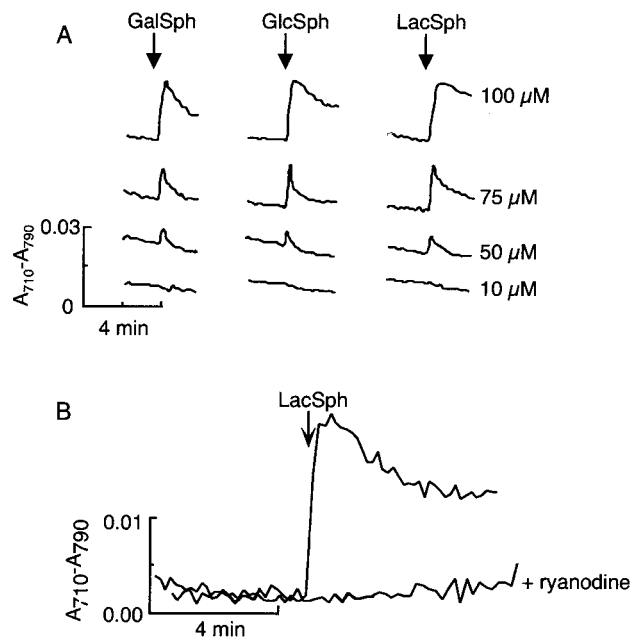 A
GalSph GlcSph LacSph
100 µM
75 µM
50 µM
10 µM
0.03
0
A710-A790
4 min
B
LacSph
0.01
0.00
A710-A790
4 min
+ ryanodine